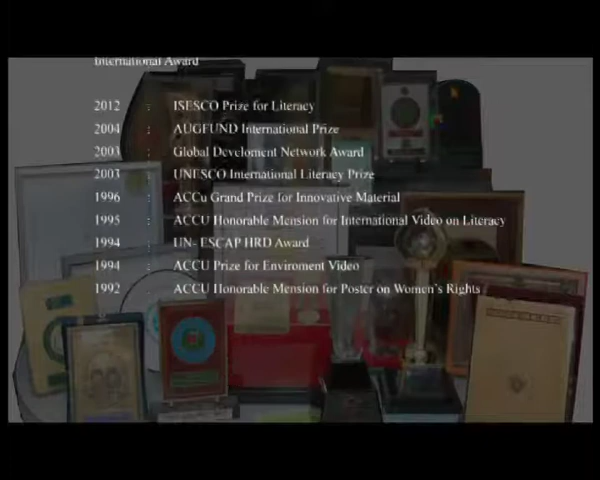 International Award
2012 : ISESCO Prize for Literacy
2004 : AUGFUND International Prize
2003 : Global Develoment Network Award
2003 : UNESCO International Literacy Prize
1996 : ACCu Grand Prize for Innovative Material
1995 : ACCU Honorable Mension for International Video on Literacy
1994 : UN- ESCAP HRD Award
1994 : ACCU Prize for Enviroment Video
1992 : ACCU Honorable Mension for Poster on Women's Rights